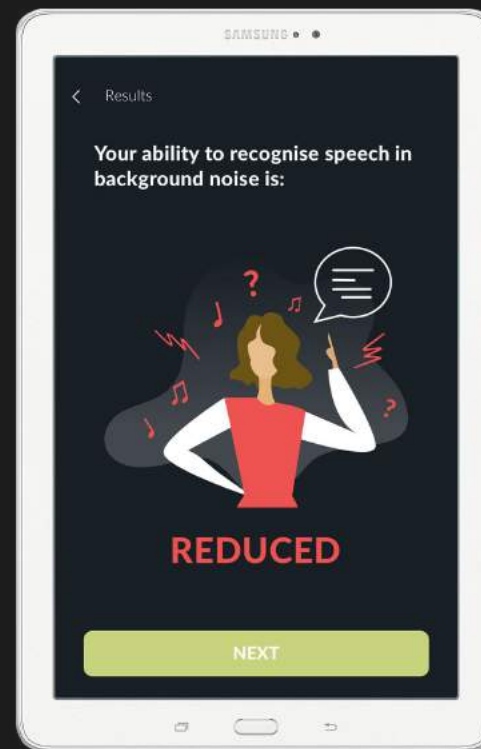 SAMSUNG
Results
Your ability to recognise speech in
background noise is:
?
?
REDUCED
NEXT